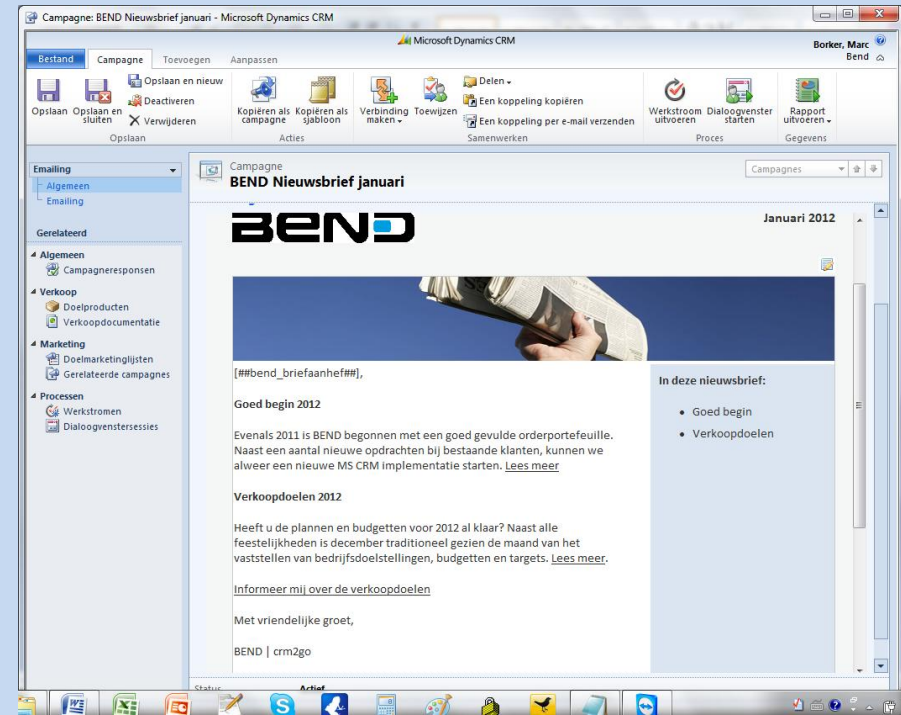 Campagne: BEND Nieuwsbrief januari - Microsoft Dynamics CRM
Microsoft Dynamics CRM
Borker, Marc
Bend
Bestand Campagne Toevoegen Aanpassen
Opslaan
Opslaan en sluiten
Opslaan en nieuw
Deactiveren
Verwijderen
Opslaan
Kopiëren als campagne
Kopiëren als sjabloon
Acties
Verbinding maken
Toewijzen
Delen
Een koppeling kopiëren
Een koppeling per e-mail verzenden
Samenwerken
Werkstroom uitvoeren
Dialoogvenster starten
Proces
Rapport uitvoeren
Gegevens
Emailing
Algemeen
Emailing
Gerelateerd
Algemeen
Campagneresponsen
Verkoop
Doelproducten
Verkoopdocumentatie
Marketing
Doelmarketinglijsten
Gerelateerde campagnes
Processen
Werkstromen
Dialoogvenstersessies
Campagne
BEND Nieuwsbrief januari
Campagnes
BEND
Januari 2012
[##bend_briefaanhef##],
Goed begin 2012
Evenals 2011 is BEND begonnen met een goed gevulde orderportefeuille.
Naast een aantal nieuwe opdrachten bij bestaande klanten, kunnen we
alweer een nieuwe MS CRM implementatie starten. Lees meer
Verkoopdoelen 2012
Heeft u de plannen en budgetten voor 2012 al klaar? Naast alle
feestelijkheden is december traditioneel gezien de maand van het
vaststellen van bedrijfsdoelstellingen, budgetten en targets. Lees meer.
Informeer mij over de verkoopdoelen
Met vriendelijke groet,
BEND | crm2go
In deze nieuwsbrief:
Goed begin
Verkoopdoelen
Status Actief